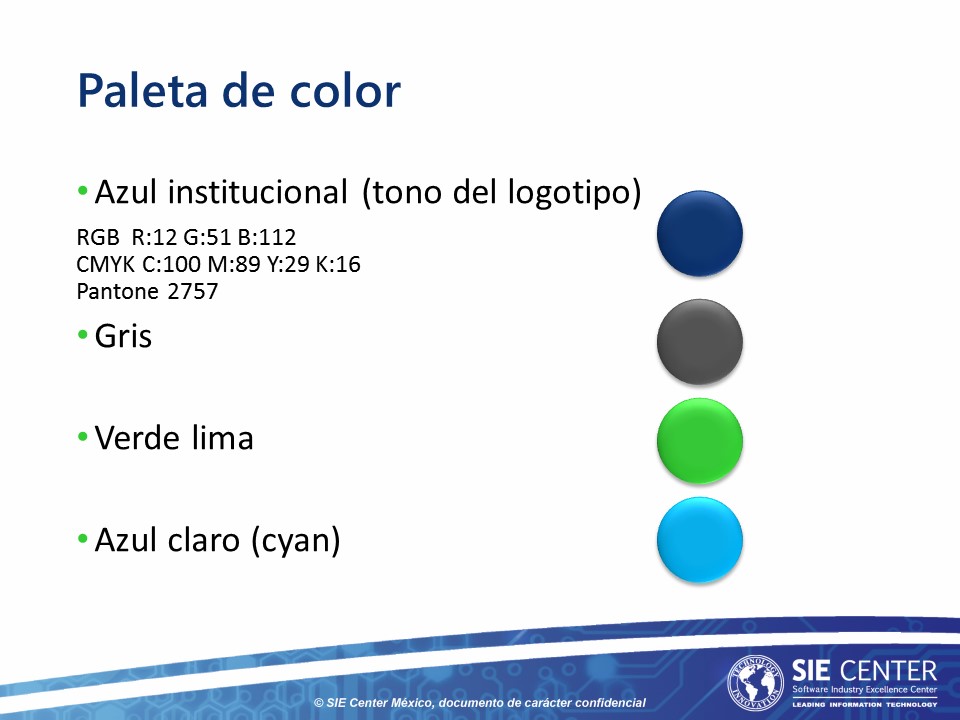 Paleta de color
• Azul institucional (tono del logotipo)
RGB  R:12 G:51 B:112
CMYK C:100 M:89 Y:29 K:16
Pantone 2757
• Gris
• Verde lima
• Azul claro (cyan)
TECHNOLOGY
INNOVATION
SIE CENTER
Software Industry Excellence Center
LEADING INFORMATION TECHNOLOGY
© SIE Center México, documento de carácter confidencial